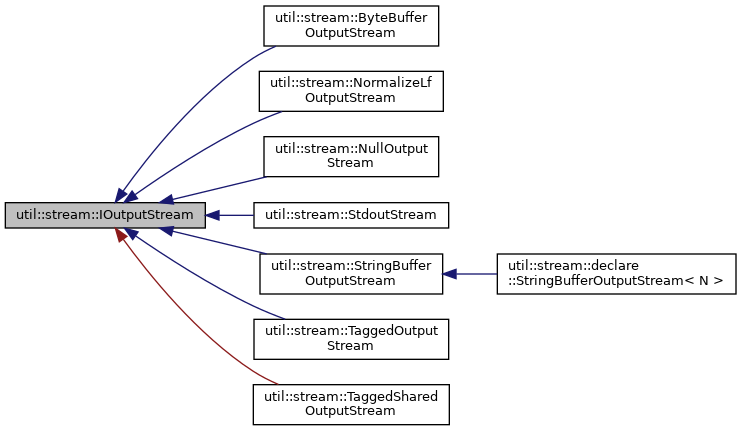 util::stream::ByteBuffer
OutputStream
util::stream::NormalizeLf
OutputStream
util::stream::NullOutput
Stream
util::stream::IOutputStream
util::stream::StdoutStream
util::stream::StringBuffer
OutputStream
util::stream::declare
::StringBufferOutputStream< N >
util::stream::TaggedOutput
Stream
util::stream::TaggedShared
OutputStream